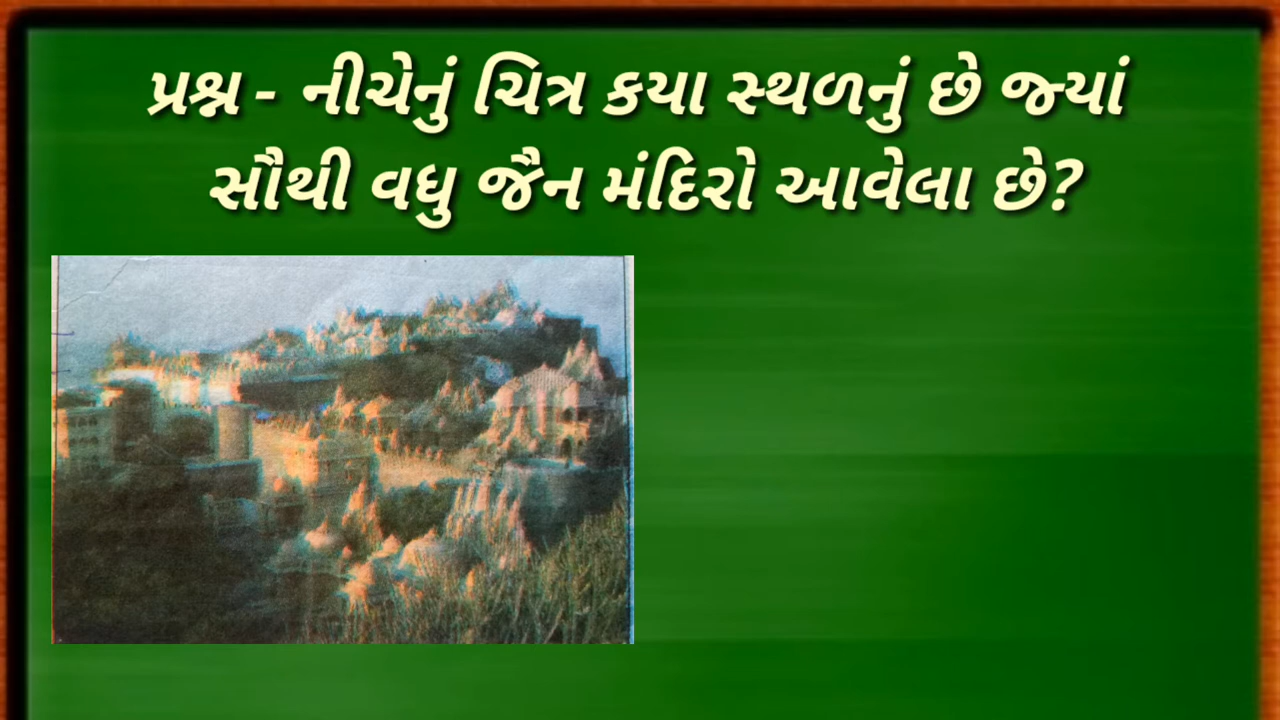 પ્રશ્ન - નીચેનું ચિત્ર કયા સ્થળનું છે જ્યાં
સૌથી વધુ જૈન મંદિરો આવેલા છે?